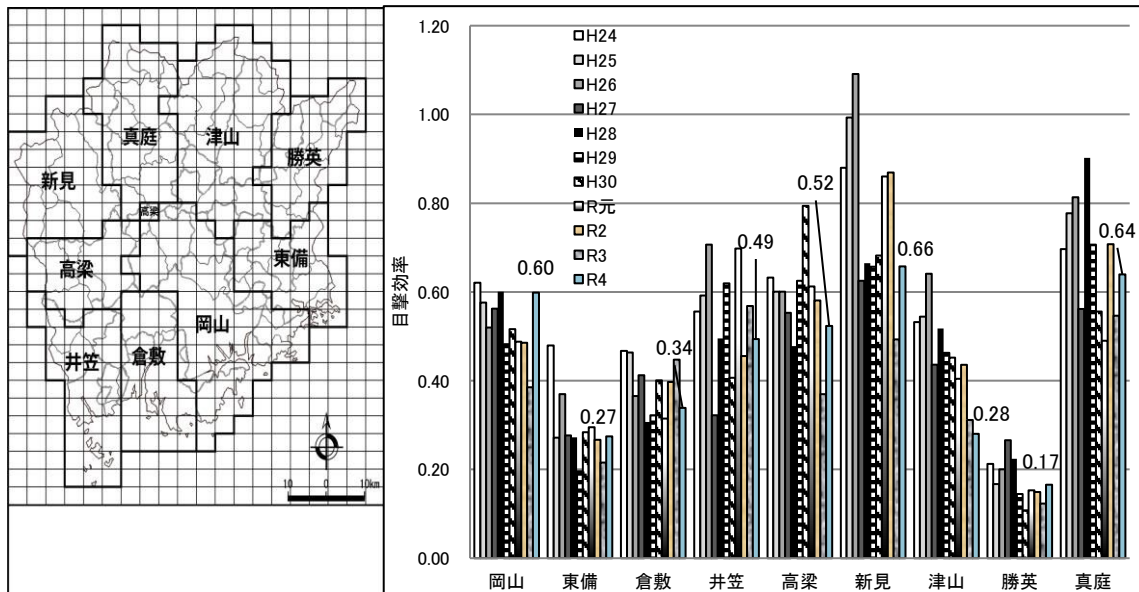 真庭
津山
勝英
新見
高梁
東備
高梁
岡山
井笠
倉敷
10 0 10km
目撃効率
1.20
1.00
0.80
0.60
0.40
0.20
0.00
H24
H25
H26
H27
H28
H29
H30
R元
R2
R3
R4
0.60
0.27
0.34
0.49
0.52
0.66
0.28
0.17
0.64
岡山 東備 倉敷 井笠 高梁 新見 津山 勝英 真庭